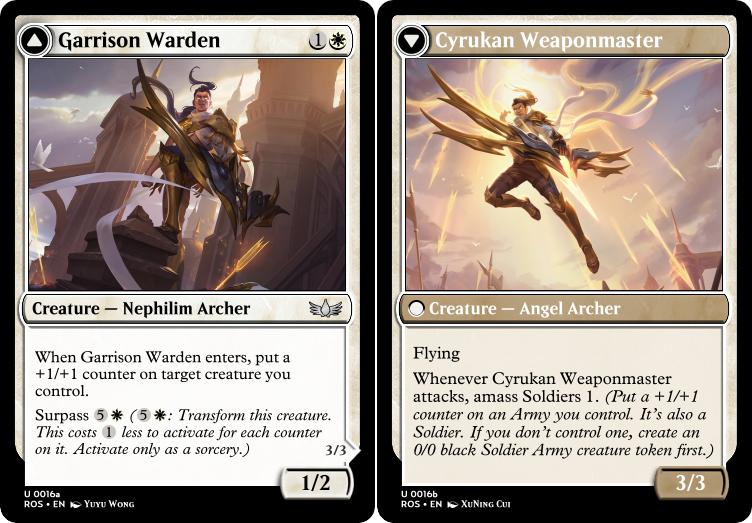 Garrison Warden
1
Creature — Nephilim Archer
When Garrison Warden enters, put a
+1/+1 counter on target creature you
control.
Surpass 5 (5: Transform this creature.
This costs 1 less to activate for each counter
on it. Activate only as a sorcery.)
3/3
1/2
U 0016a
ROS • EN Yuyu Wong
Cyrukan Weaponmaster
Creature — Angel Archer
Flying
Whenever Cyrukan Weaponmaster
attacks, amass Soldiers 1. (Put a +1/+1
counter on an Army you control. It's also a
Soldier. If you don't control one, create an
0/0 black Soldier Army creature token first.)
3/3
U 0016b
ROS • EN XuNing Cui